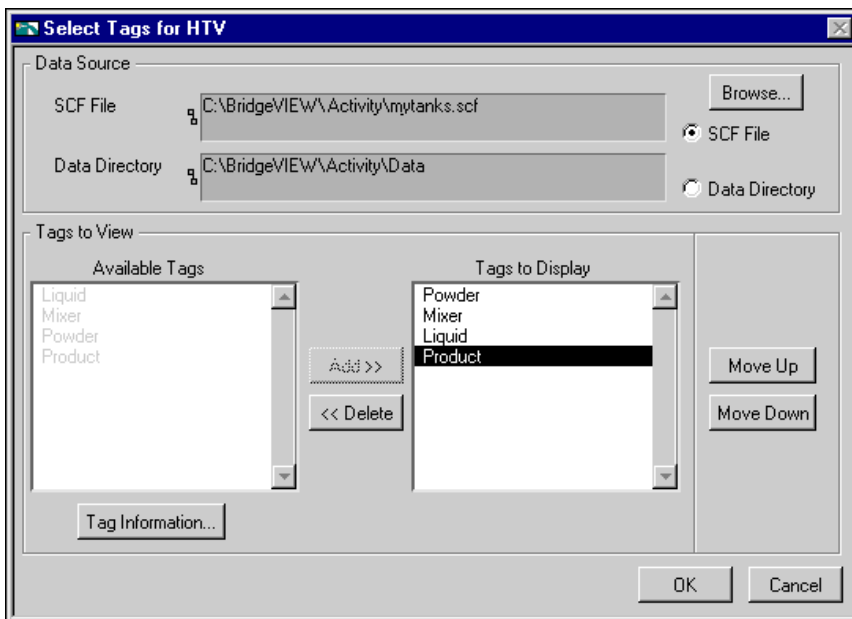 Select Tags for HTV
Data Source
SCF File
C:\BridgeVIEW\Activity\mytanks.scf
Browse...
SCF File
Data Directory
C:\BridgeVIEW\Activity\Data
Data Directory
Tags to View
Available Tags
Liquid
Mixer
Powder
Product
Add >>
<< Delete
Tags to Display
Powder
Mixer
Liquid
Product
Move Up
Move Down
Tag Information...
OK
Cancel